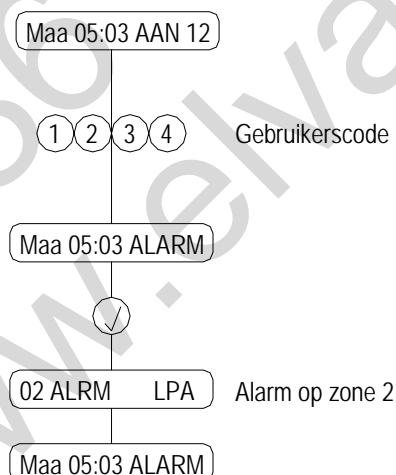 Maa 05:03 AAN 12
1 2 3 4 Gebruikerscode
Maa 05:03 ALARM
02 ALRM LPA Alarm op zone 2
Maa 05:03 ALARM